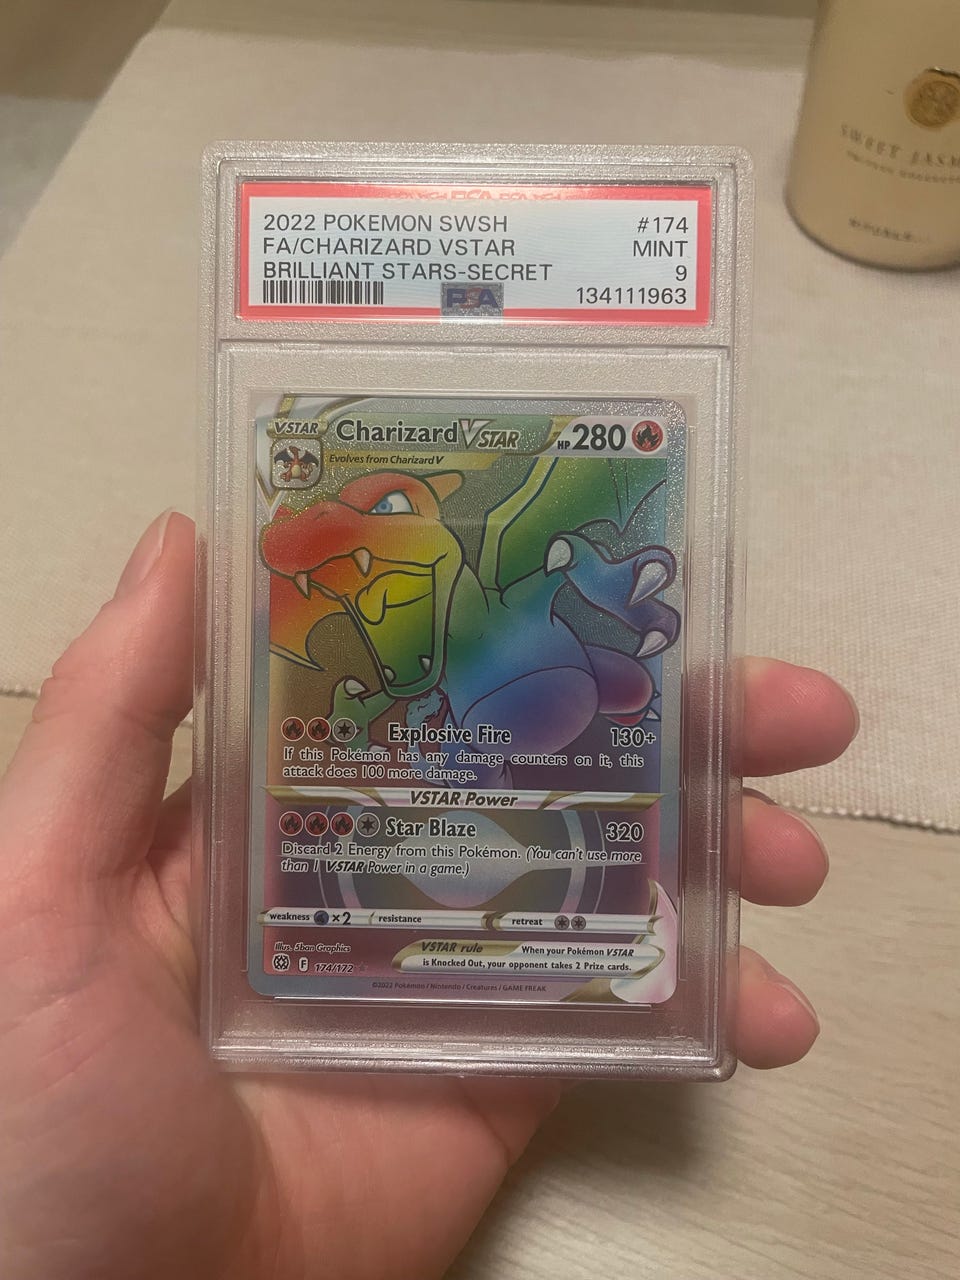 SWEET
2022 POKEMON SWSH #174
FA/CHARIZARD VSTAR MINT
BRILLIANT STARS-SECRET 9
PSA 134111963
VSTAR Charizard VSTAR HP 280
Evolves from Charizard V
Explosive Fire 130+
If this Pokémon has any damage counters on it, this
attack does 100 more damage.
VSTAR Power
Star Blaze 320
Discard 2 Energy from this Pokémon. (You can't use more
than 1 VSTAR Power in a game.)
weakness ×2 resistance retreat
Illus. 5ban Graphics
F 174/172
VSTAR rule When your Pokémon VSTAR
is Knocked Out, your opponent takes 2 Prize cards.
©2022 Pokémon / Nintendo / Creatures / GAME FREAK